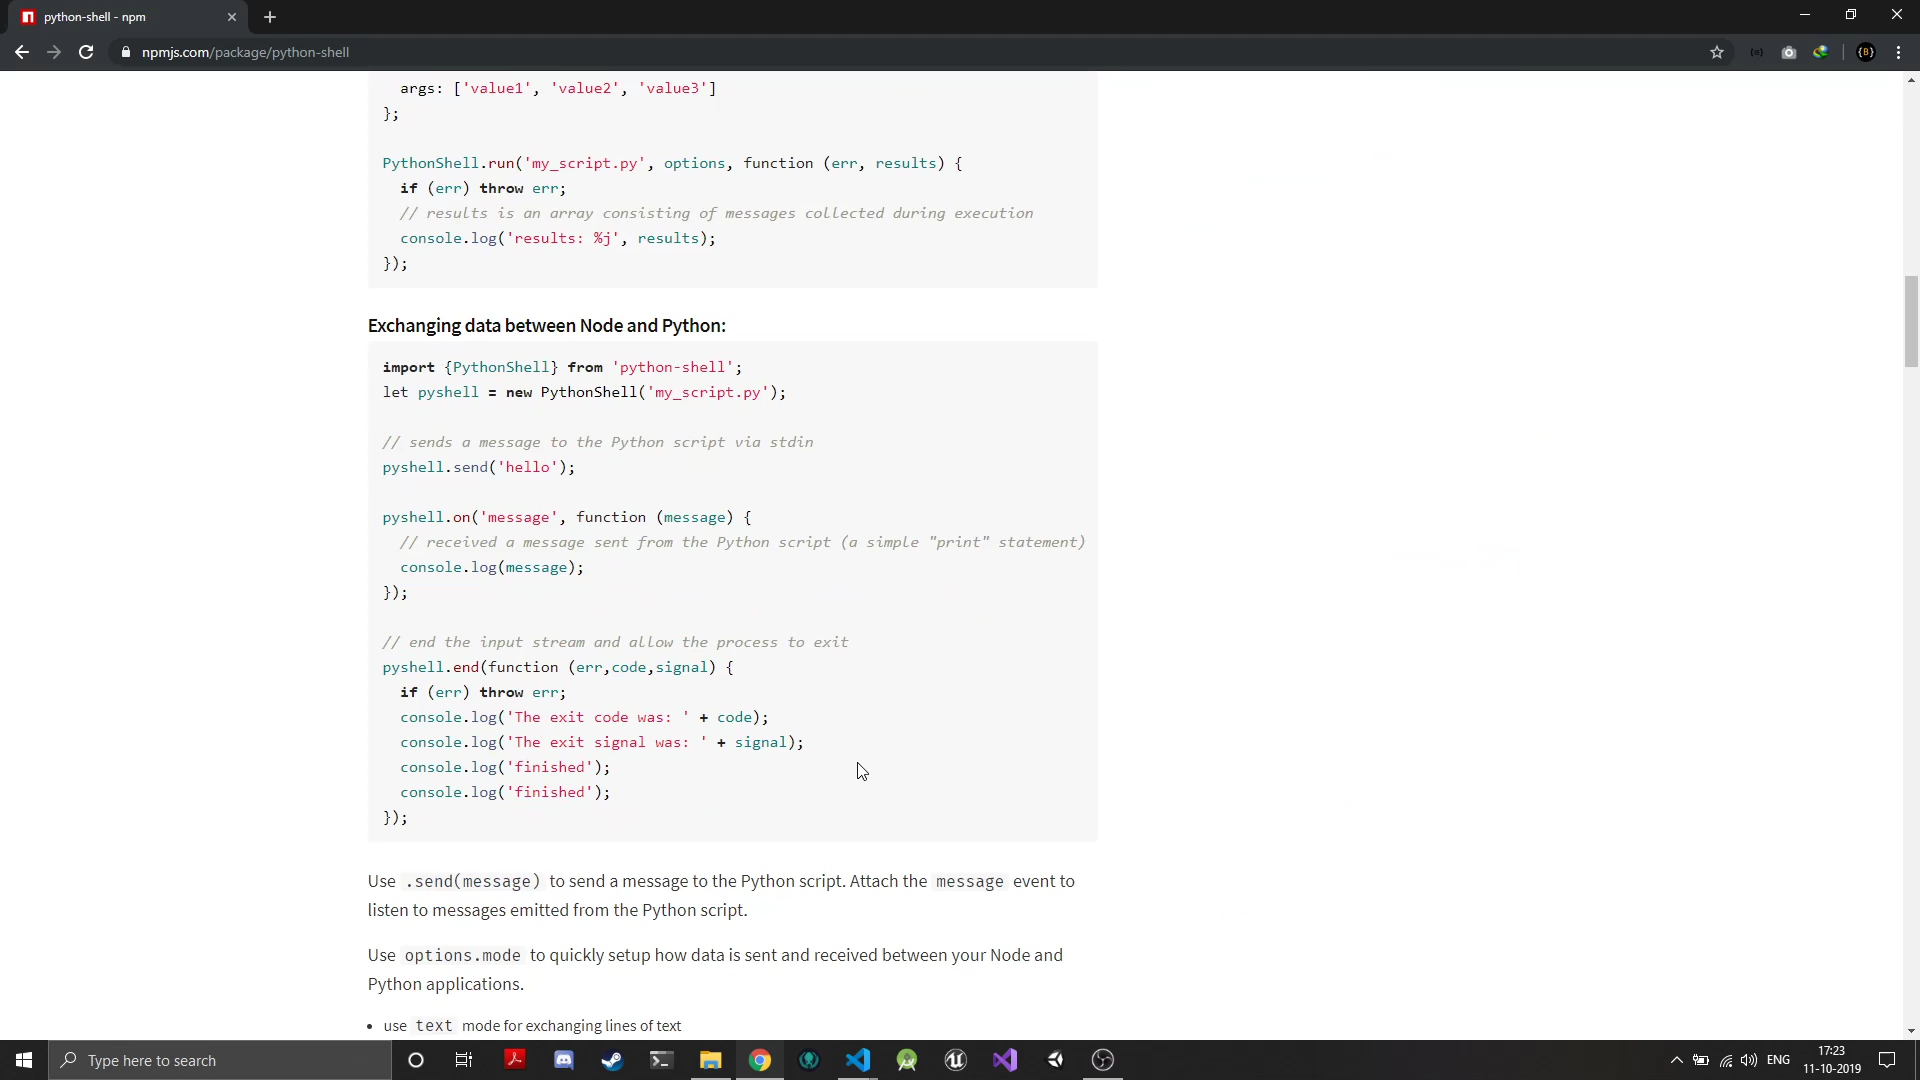 python-shell - npm
npmjs.com/package/python-shell
args: ['value1', 'value2', 'value3']
};
PythonShell.run('my_script.py', options, function (err, results) {
if (err) throw err;
// results is an array consisting of messages collected during execution
console.log('results: %j', results);
});
Exchanging data between Node and Python:
import {PythonShell} from 'python-shell';
let pyshell = new PythonShell('my_script.py');
// sends a message to the Python script via stdin
pyshell.send('hello');
pyshell.on('message', function (message) {
// received a message sent from the Python script (a simple "print" statement)
console.log(message);
});
// end the input stream and allow the process to exit
pyshell.end(function (err,code,signal) {
if (err) throw err;
console.log('The exit code was: ' + code);
console.log('The exit signal was: ' + signal);
console.log('finished');
console.log('finished');
});
Use .send(message) to send a message to the Python script. Attach the message event to
listen to messages emitted from the Python script.
Use options.mode to quickly setup how data is sent and received between your Node and
Python applications.
• use text mode for exchanging lines of text
Type here to search
ENG
17:23
11-10-2019